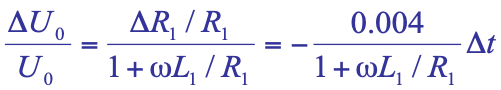 ΔU₀/U₀ = (ΔR₁ / R₁)/(1 + ωL₁ / R₁) = − 0.004/(1 + ωL₁ / R₁) Δt